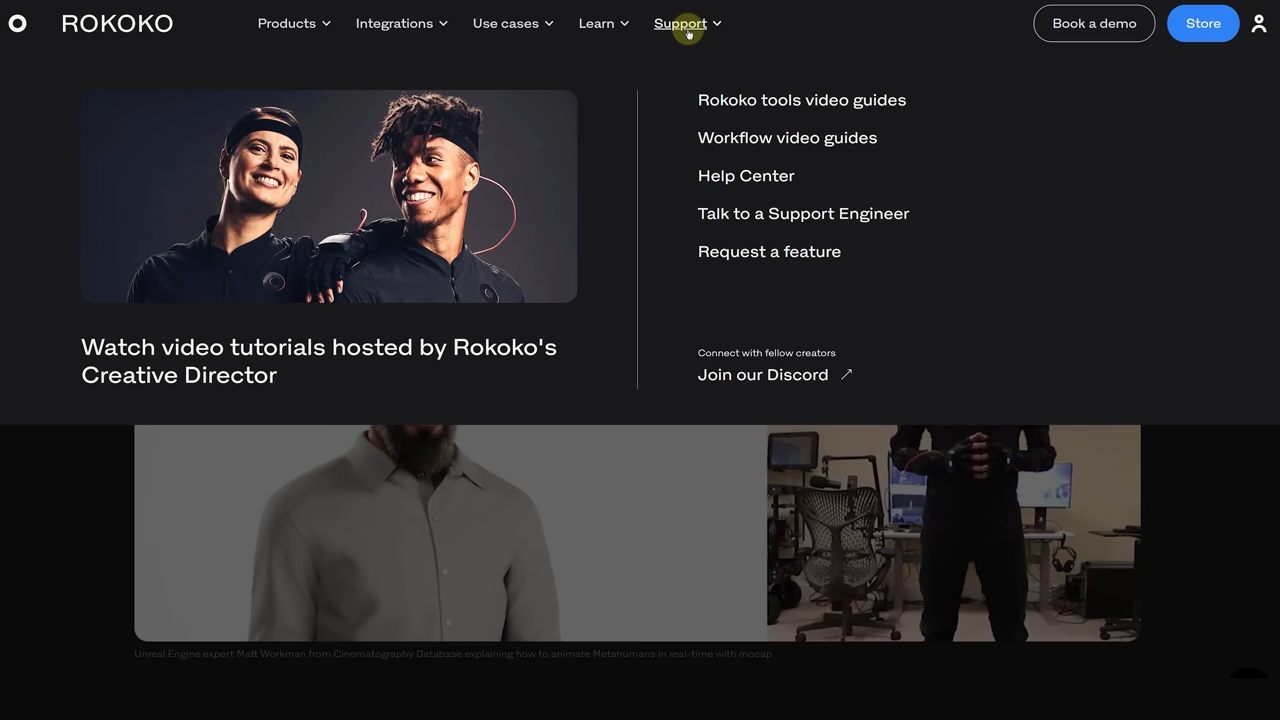 ROKOKO
Products
Integrations
Use cases
Learn
Support
Book a demo
Store
Watch video tutorials hosted by Rokoko's
Creative Director
Rokoko tools video guides
Workflow video guides
Help Center
Talk to a Support Engineer
Request a feature
Connect with fellow creators
Join our Discord
Unreal Engine expert Matt Workman from Cinematography Database explaining how to animate Metahumans in real-time with mocap